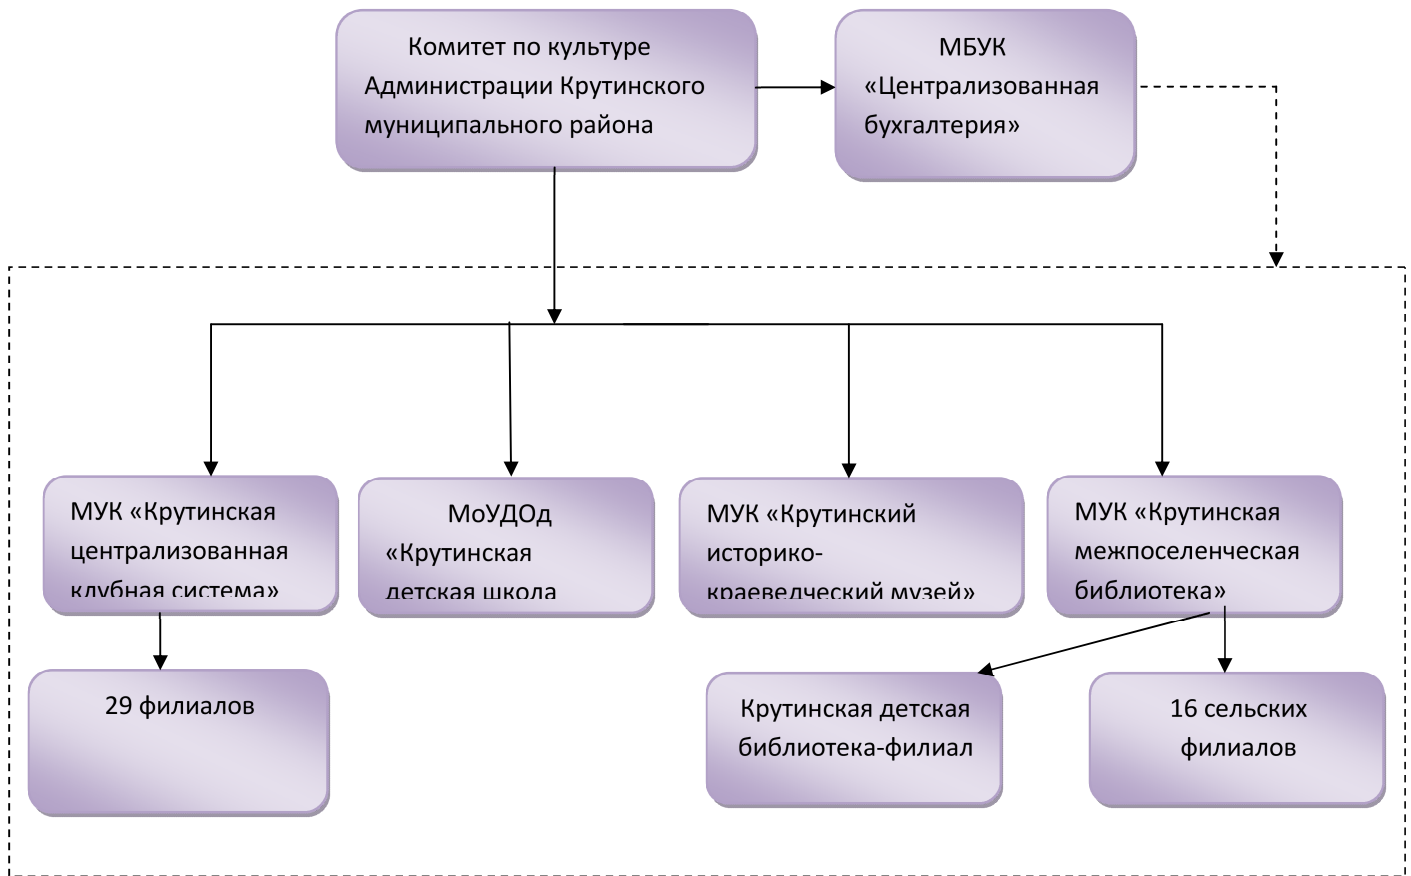 Комитет по культуре
Администрации Крутинского
муниципального района
МБУК
«Централизованная
бухгалтерия»
МУК «Крутинская
централизованная
клубная система»
МоУДОд
«Крутинская
детская школа
МУК «Крутинский
историко-
краеведческий музей»
МУК «Крутинская
межпоселенческая
библиотека»
29 филиалов
Крутинская детская
библиотека-филиал
16 сельских
филиалов